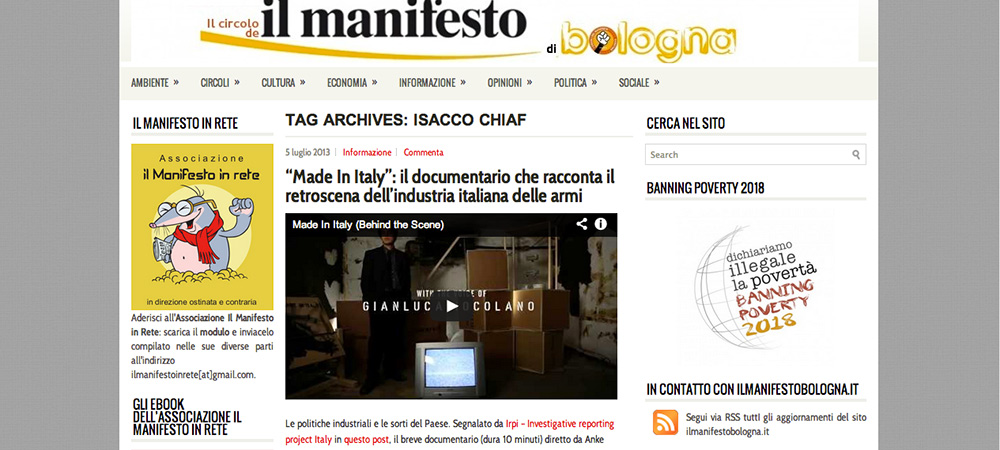 Il circolo
de il manifesto
di bologna
AMBIENTE » CIRCOLI » CULTURA » ECONOMIA » INFORMAZIONE » OPINIONI » POLITICA » SOCIALE »
IL MANIFESTO IN RETE
Associazione
il Manifesto in rete
in direzione ostinata e contraria
Aderisci all'Associazione Il Manifesto
in Rete: scarica il modulo e inviacelo
compilato nelle sue diverse parti
all'indirizzo
ilmanifestoinrete[at]gmail.com.
GLI EBOOK
DELL'ASSOCIAZIONE IL
MANIFESTO IN RETE
TAG ARCHIVES: ISACCO CHIAF
5 luglio 2013 | Informazione | Commenta
“Made In Italy”: il documentario che racconta il
retroscena dell'industria italiana delle armi
Made In Italy (Behind the Scene)
WITH THE VOICE OF
GIANLUCA IOCOLANO
Le politiche industriali e le sorti del Paese. Segnalato da Irpi – Investigative reporting
project Italy in questo post, il breve documentario (dura 10 minuti) diretto da Anke
CERCA NEL SITO
Search
BANNING POVERTY 2018
dichiariamo
illegale
la povertà
BANNING
POVERTY
2018
IN CONTATTO CON ILMANIFESTOBOLOGNA.IT
Segui via RSS tuttI gli aggiornamenti del sito
ilmanifestobologna.it